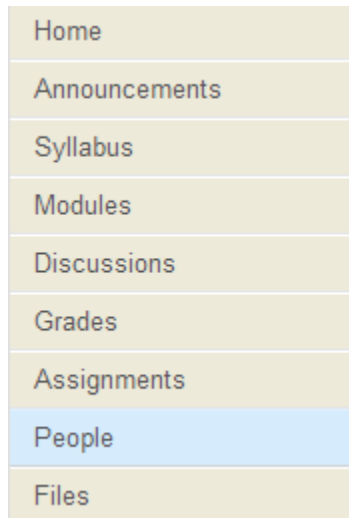 Home
Announcements
Syllabus
Modules
Discussions
Grades
Assignments
People
Files